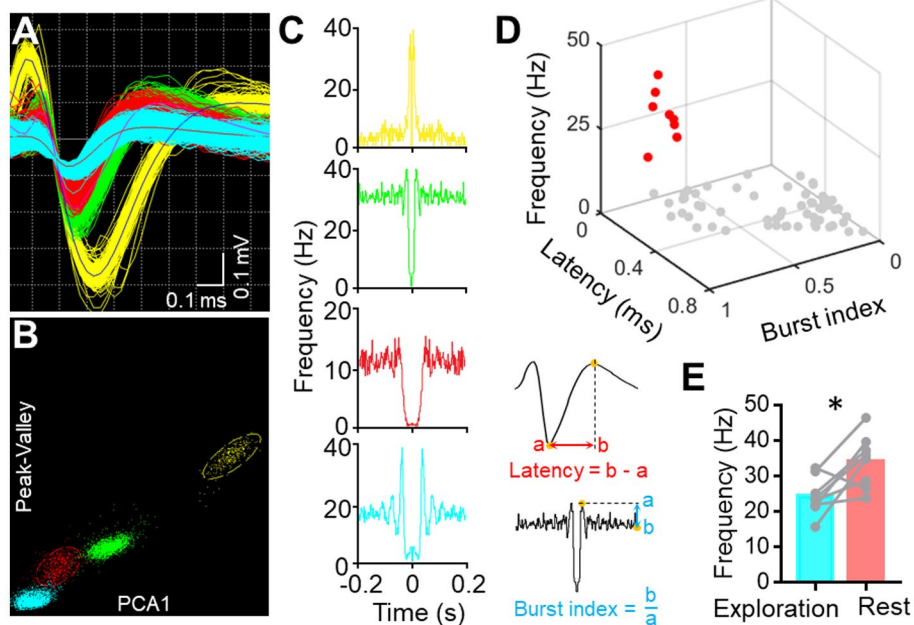 A
0.1 ms
0.1 mV
B
Peak-Valley
PCA1
C
Frequency (Hz)
40
20
0
40
20
0
20
10
0
40
20
0
-0.2
0
0.2
Time (s)
D
Frequency (Hz)
50
25
0
0
0.4
0.8
Latency (ms)
1
0.5
0
Burst index
a
b
Latency = b - a
a
b
Burst index = b
a
E
*
Frequency (Hz)
50
40
30
20
10
0
Exploration
Rest